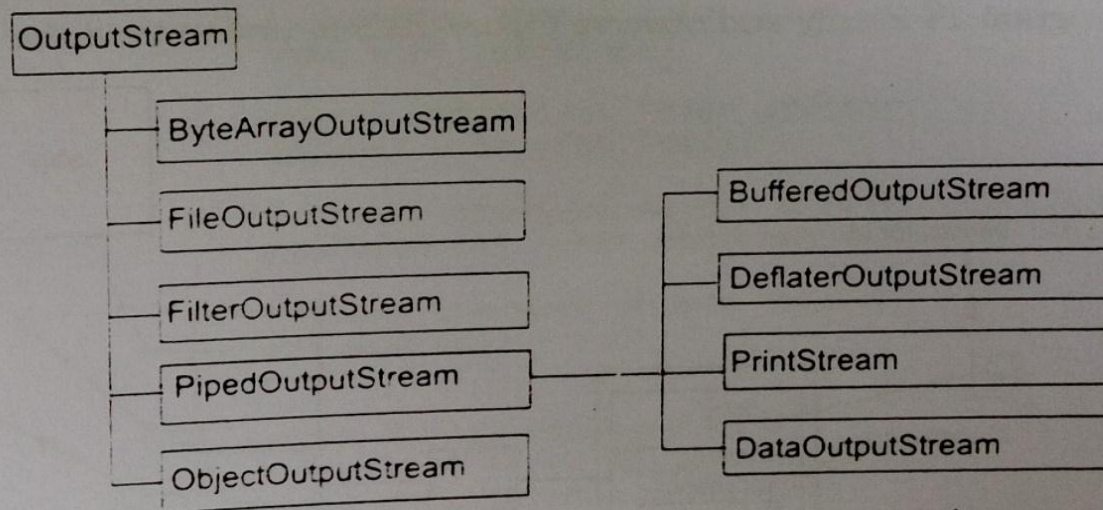 OutputStream
ByteArrayOutputStream
FileOutputStream
FilterOutputStream
PipedOutputStream
ObjectOutputStream
BufferedOutputStream
DeflaterOutputStream
PrintStream
DataOutputStream